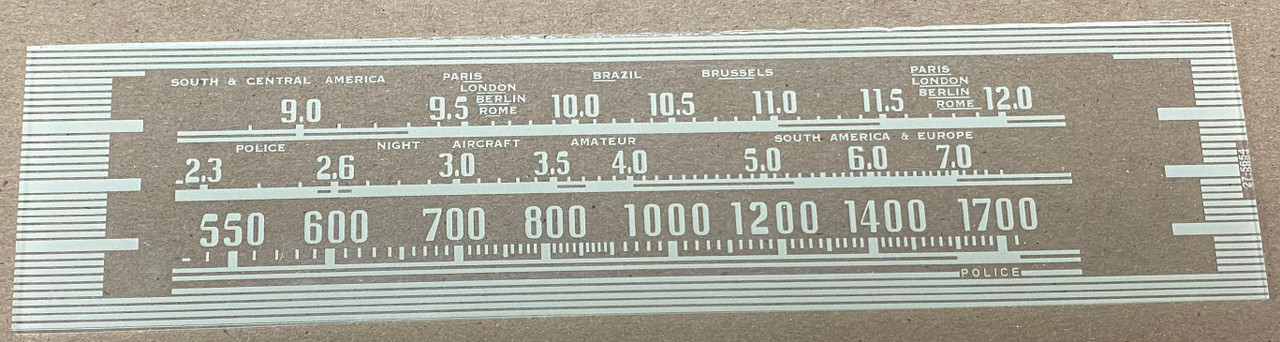 SOUTH & CENTRAL AMERICA PARIS BRAZIL BRUSSELS PARIS
LONDON LONDON
BERLIN BERLIN
ROME ROME
9.0 9.5 10.0 10.5 11.0 11.5 12.0
POLICE NIGHT AIRCRAFT AMATEUR SOUTH AMERICA & EUROPE
2.3 2.6 3.0 3.5 4.0 5.0 6.0 7.0
550 600 700 800 1000 1200 1400 1700
POLICE
27-5654